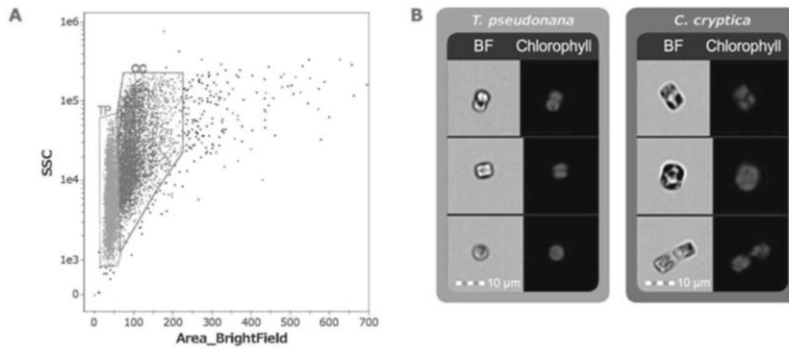 A
SSC
1e6
1e5
1e4
1e3
0
TP
CC
0 100 200 300 400 500 600 700
Area_BrightField
B
T. pseudonana
BF Chlorophyll
10 µm
C. cryptica
BF Chlorophyll
10 µm